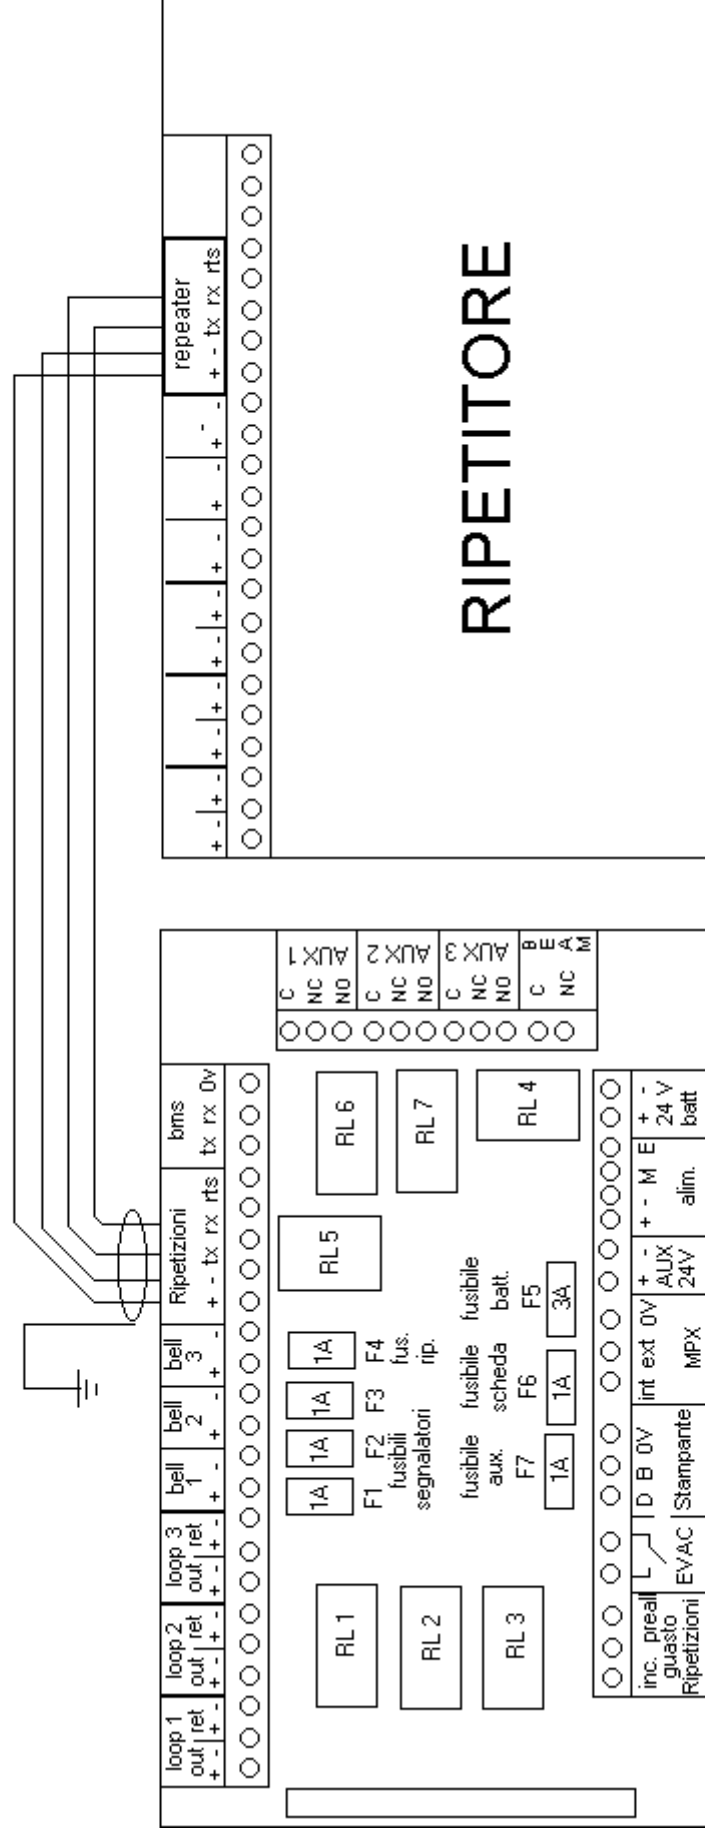 loop 1
out ret
+ - + -
loop 2
out ret
+ - + -
loop 3
out ret
+ - + -
bell
1
+ -
bell
2
+ -
bell
3
+ -
Ripetizioni
+ - tx rx rts
bms
tx rx 0v
C
NC
NO
AUX 1
C
NC
NO
AUX 2
C
NC
NO
AUX 3
C
NC
BEAM
RL 6
RL 7
RL 4
RL 5
1A
F1
1A
F2
fusibili
segnalatori
1A
F3
1A
F4
fus.
rip.
fusibile
aux.
F7
1A
fusibile
scheda
F6
1A
fusibile
batt.
F5
3A
RL 1
RL 2
RL 3
inc. preall
guasto
Ripetizioni
EVAC
D B 0V
Stampante
int ext 0V
MPX
+ -
AUX
24V
+ - M E
alim.
+ -
24 V
batt
+ - + -
+ - + -
+ - + -
+ -
+ -
+ - -
repeater
+ - tx rx rts
RIPETITORE